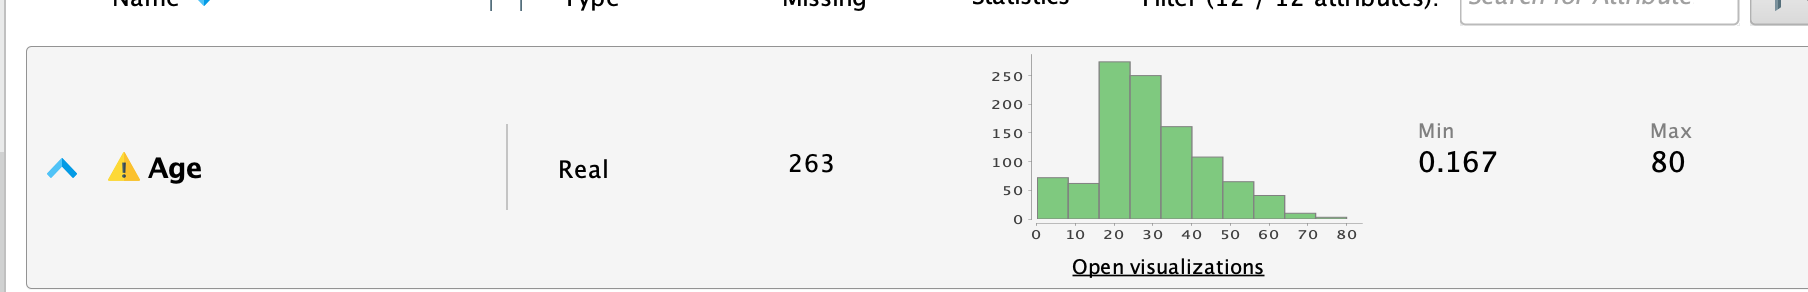 Name Type Missing Statistics Filter (12 / 12 attributes): Search for Attribute
Age Real 263
250
200
150
100
50
0
0 10 20 30 40 50 60 70 80
Open visualizations
Min Max
0.167 80